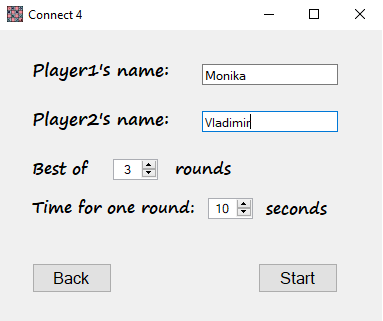 Connect 4
Player1's name: Monika
Player2's name: Vladimir
Best of 3 rounds
Time for one round: 10 seconds
Back Start